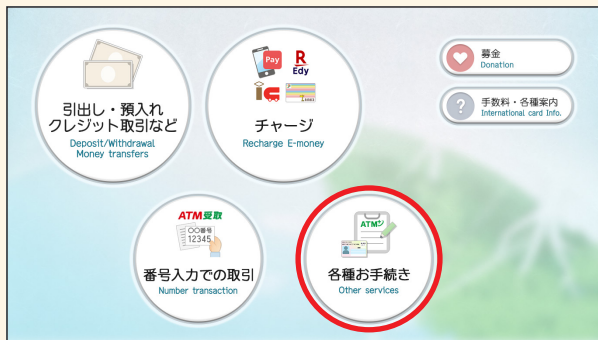 引出し・預入れ
クレジット取引など
Deposit/Withdrawal
Money transfers
Pay
R
Edy
チャージ
Recharge E-money
募金
Donation
?
手数料・各種案内
International card Info.
ATM受取
○○番号
12345
番号入力での取引
Number transaction
ATM
各種お手続き
Other services